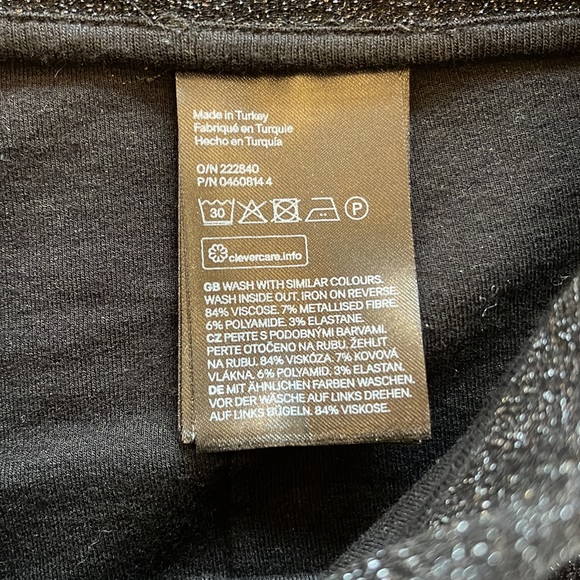 Made in Turkey
Fabriqué en Turquie
Hecho en Turquía
O/N 222840
P/N 0460814 4
30 P
clevercare.info
GB WASH WITH SIMILAR COLOURS.
WASH INSIDE OUT. IRON ON REVERSE.
84% VISCOSE. 7% METALLISED FIBRE.
6% POLYAMIDE. 3% ELASTANE.
CZ PERTE S PODOBNÝMI BARVAMI.
PERTE OTOČENO NA RUBU. ŽEHLIT
NA RUBU. 84% VISKÓZA. 7% KOVOVÁ
VLÁKNA. 6% POLYAMID. 3% ELASTAN.
DE MIT ÄHNLICHEN FARBEN WASCHEN.
VOR DER WÄSCHE AUF LINKS DREHEN.
AUF LINKS BÜGELN. 84% VISKOSE.